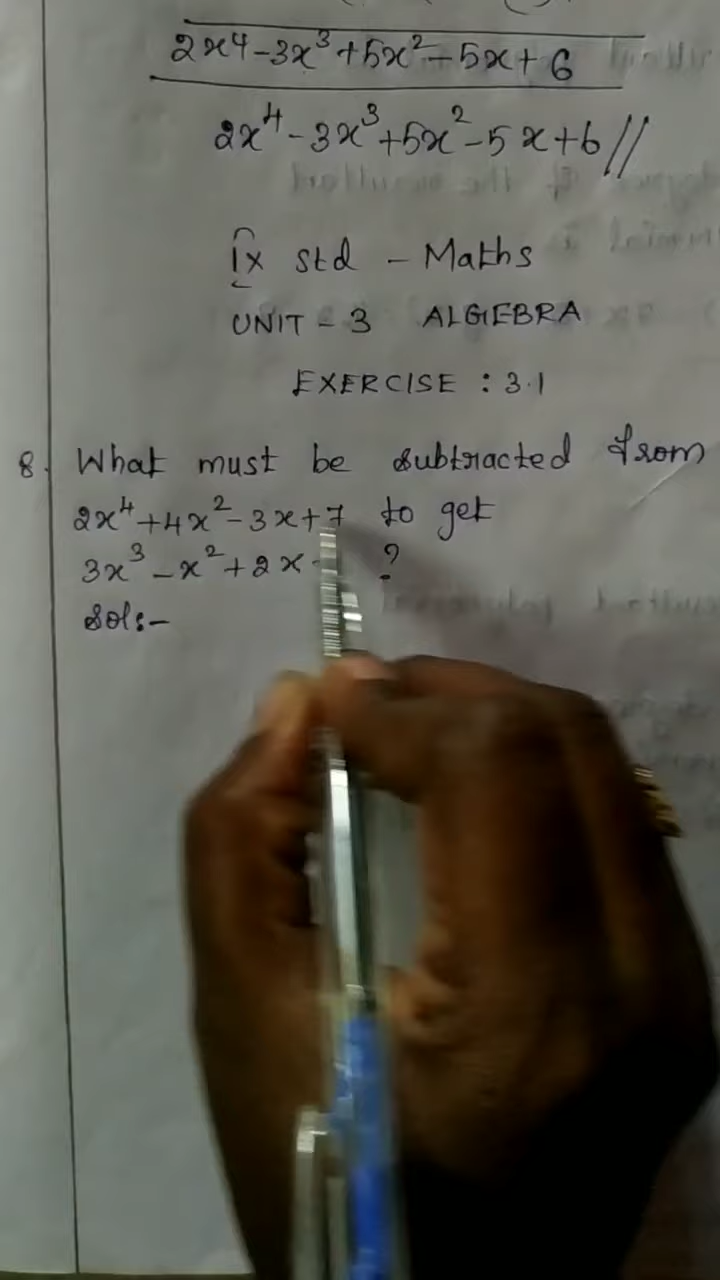 2x⁴-3x³+5x²-5x+6
2x⁴-3x³+5x²-5x+6//
IX std - Maths
UNIT - 3 ALGEBRA
EXERCISE : 3.1
8. What must be subtracted from
2x⁴+4x²-3x+7 to get
3x³-x²+2x ?
Sol:-